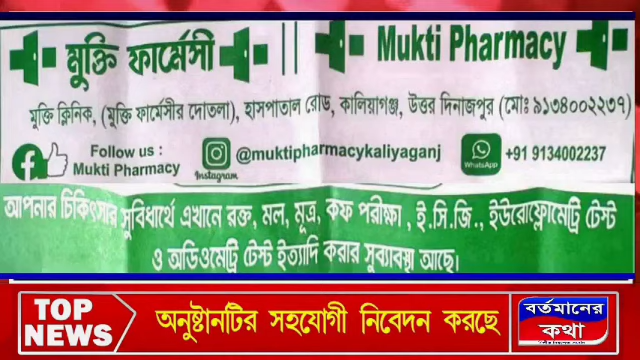 মুক্তি ফার্মেসী || Mukti Pharmacy
মুক্তি ক্লিনিক, (মুক্তি ফার্মেসীর দোতলা), হাসপাতাল রোড, কালিয়াগঞ্জ, উত্তর দিনাজপুর (মোঃ ৯১৩৪০০২২৩৭)
Follow us :
Mukti Pharmacy
Instagram
@muktipharmacykaliyaganj
WhatsApp
+91 9134002237
আপনার চিকিৎসার সুবিধার্থে এখানে রক্ত, মল, মূত্র, কফ পরীক্ষা, ই.সি.জি., ইউরোফ্লোমেট্রি টেস্ট
ও অডিওমেট্রি টেস্ট ইত্যাদি করার সুব্যাবস্থা আছে।
TOP
NEWS
অনুষ্টানটির সহযোগী নিবেদন করছে
বর্তমানের
কথা